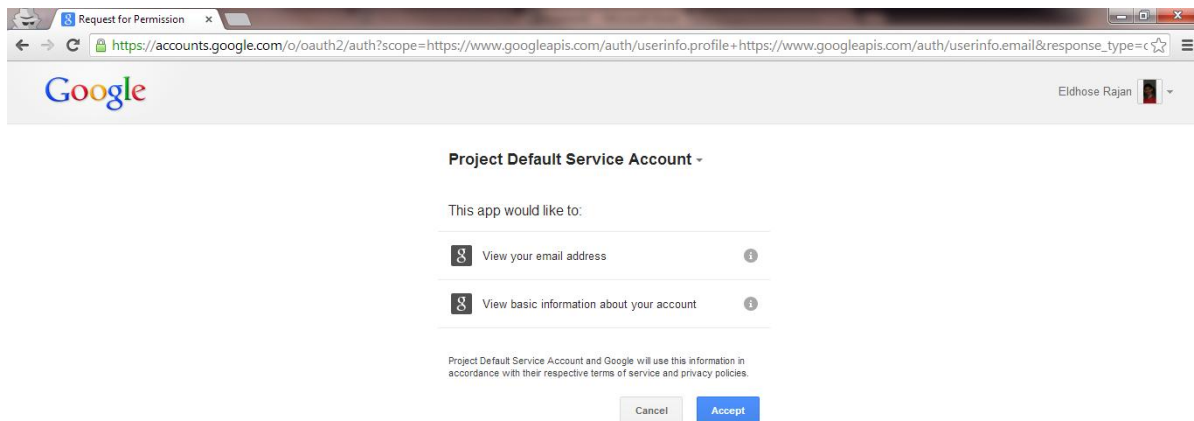 Request for Permission
https://accounts.google.com/o/oauth2/auth?scope=https://www.googleapis.com/auth/userinfo.profile+https://www.googleapis.com/auth/userinfo.email&response_type=c
Google
Eldhose Rajan
Project Default Service Account
This app would like to:
g View your email address
g View basic information about your account
Project Default Service Account and Google will use this information in
accordance with their respective terms of service and privacy policies.
Cancel Accept